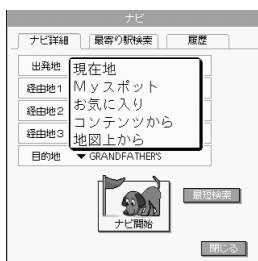 ナビ
ナビ詳細 最寄り駅検索 履歴
出発地
現在地
Myスポット
お気に入り
コンテンツから
地図上から
経由地1
経由地2
経由地3
目的地 ▼ GRANDFATHER'S
最短検索
ナビ開始
閉じる